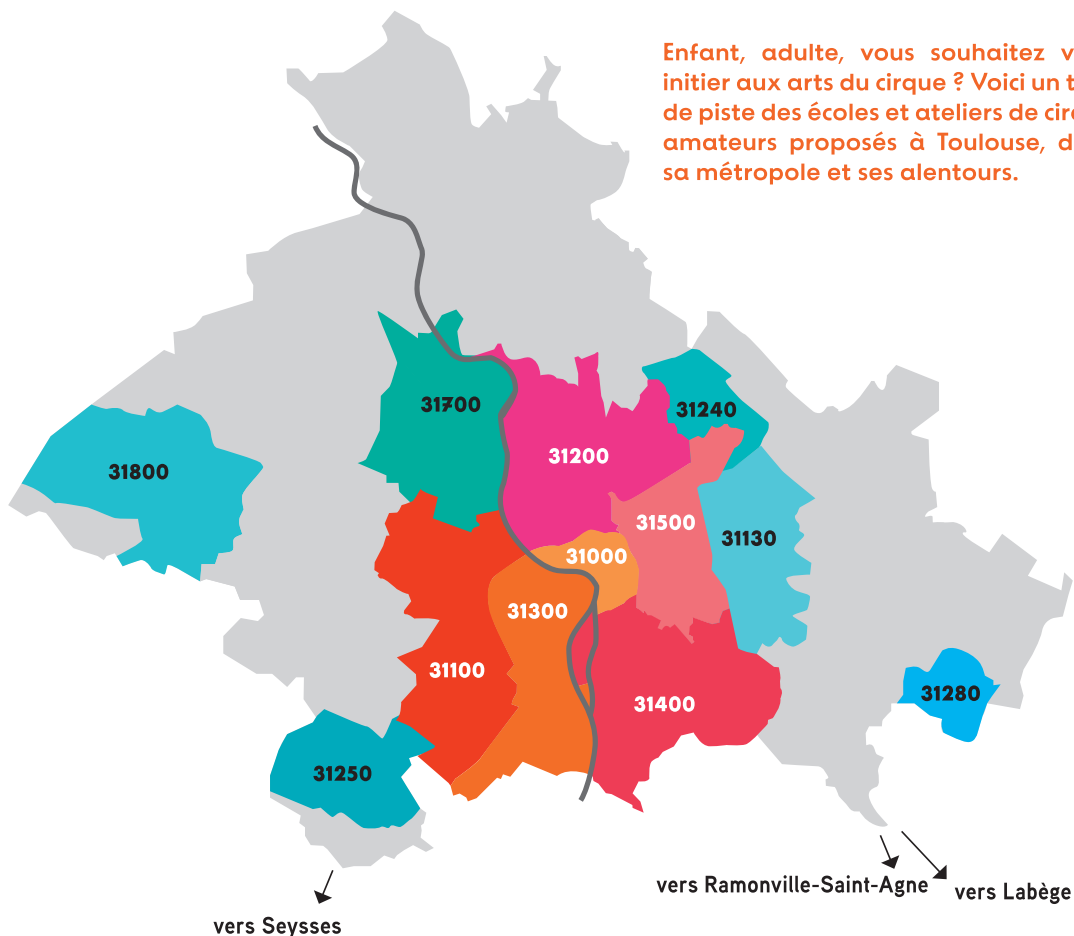 Enfant, adulte, vous souhaitez v
initier aux arts du cirque ? Voici un t
de piste des écoles et ateliers de cir
amateurs proposés à Toulouse, d
sa métropole et ses alentours.
31700
31240
31200
31800
31500
31130
31000
31300
31100
31280
31400
31250
vers Ramonville-Saint-Agne
vers Labège
vers Seysses